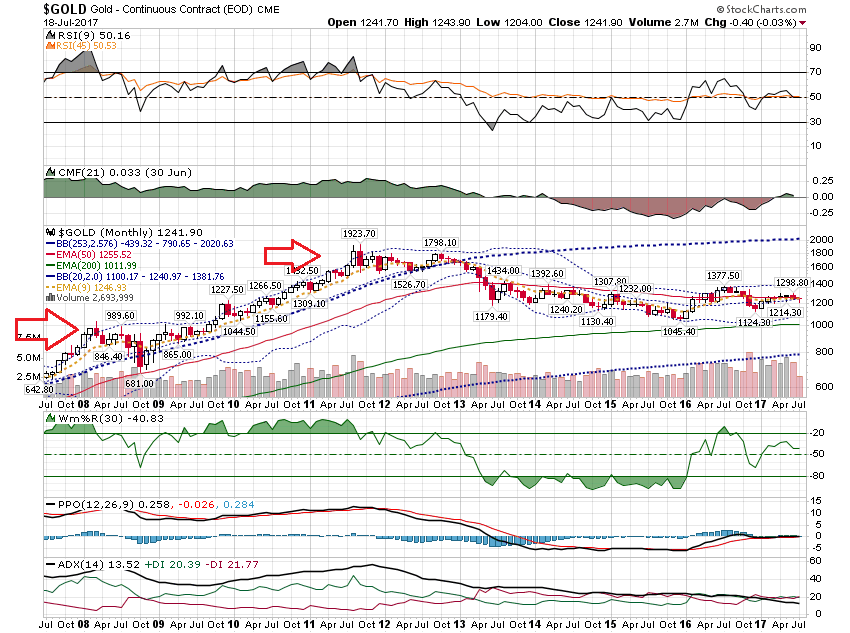 $GOLD Gold - Continuous Contract (EOD) CME
© StockCharts.com
18-Jul-2017
Open 1241.70 High 1243.90 Low 1204.00 Close 1241.90 Volume 2.7M Chg -0.40 (-0.03%)
RSI(9) 50.16
RSI(45) 50.53
90
70
50
30
10
CMF(21) 0.033 (30 Jun)
0.25
0.00
-0.25
$GOLD (Monthly) 1241.90
BB(253,2.576) -439.32 - 790.65 - 2020.63
EMA(50) 1255.52
EMA(200) 1011.99
BB(20,2.0) 1100.17 - 1240.97 - 1381.76
EMA(9) 1246.93
Volume 2,693,999
1923.70
1798.10
1434.00
1392.60
1307.80
1232.00
1377.50
1298.80
1266.50
1227.50
989.60
992.10
1309.10
1155.60
1044.50
865.00
846.40
681.00
642.80
1526.70
1179.40
1240.20
1130.40
1045.40
1124.30
1214.30
2000
1800
1600
1400
1200
1000
800
600
5.0M
2.5M
Jul Oct 08 Apr Jul Oct 09 Apr Jul Oct 10 Apr Jul Oct 11 Apr Jul Oct 12 Apr Jul Oct 13 Apr Jul Oct 14 Apr Jul Oct 15 Apr Jul Oct 16 Apr Jul Oct 17 Apr Jul
Wm%R(30) -40.83
-20
-50
-80
PPO(12,26,9) 0.258, -0.026, 0.284
15
10
5
0
-5
ADX(14) 13.52 +DI 20.39 -DI 21.77
60
40
20
0
Jul Oct 08 Apr Jul Oct 09 Apr Jul Oct 10 Apr Jul Oct 11 Apr Jul Oct 12 Apr Jul Oct 13 Apr Jul Oct 14 Apr Jul Oct 15 Apr Jul Oct 16 Apr Jul Oct 17 Apr Jul